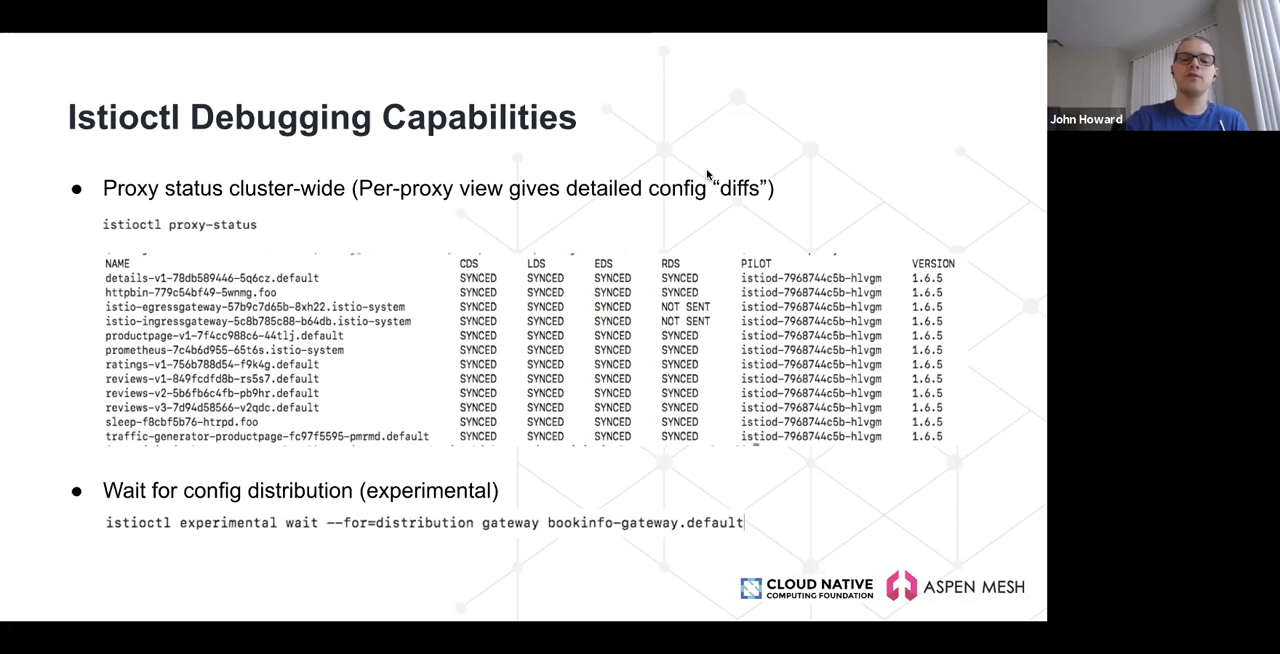 Istioctl Debugging Capabilities
● Proxy status cluster-wide (Per-proxy view gives detailed config “diffs”)
istioctl proxy-status
NAME CDS LDS EDS RDS PILOT VERSION
details-v1-78db589446-5q6cz.default SYNCED SYNCED SYNCED SYNCED istiod-7968744c5b-hlvgm 1.6.5
httpbin-779c54bf49-5wnmg.foo SYNCED SYNCED SYNCED SYNCED istiod-7968744c5b-hlvgm 1.6.5
istio-egressgateway-57b9c7d65b-8xh22.istio-system SYNCED SYNCED SYNCED NOT SENT istiod-7968744c5b-hlvgm 1.6.5
istio-ingressgateway-5c8b785c88-b64db.istio-system SYNCED SYNCED SYNCED NOT SENT istiod-7968744c5b-hlvgm 1.6.5
productpage-v1-7f4cc988c6-44tlj.default SYNCED SYNCED SYNCED SYNCED istiod-7968744c5b-hlvgm 1.6.5
prometheus-7c4b6d955-65t6s.istio-system SYNCED SYNCED SYNCED SYNCED istiod-7968744c5b-hlvgm 1.6.5
ratings-v1-756b788d54-f9k4g.default SYNCED SYNCED SYNCED SYNCED istiod-7968744c5b-hlvgm 1.6.5
reviews-v1-849fcdfd8b-rs5s7.default SYNCED SYNCED SYNCED SYNCED istiod-7968744c5b-hlvgm 1.6.5
reviews-v2-5b6fb6c4fb-pb9hr.default SYNCED SYNCED SYNCED SYNCED istiod-7968744c5b-hlvgm 1.6.5
reviews-v3-7d94d58566-v2qdc.default SYNCED SYNCED SYNCED SYNCED istiod-7968744c5b-hlvgm 1.6.5
sleep-f8cbf5b76-htrpd.foo SYNCED SYNCED SYNCED SYNCED istiod-7968744c5b-hlvgm 1.6.5
traffic-generator-productpage-fc97f5595-pmrmd.default SYNCED SYNCED SYNCED SYNCED istiod-7968744c5b-hlvgm 1.6.5
● Wait for config distribution (experimental)
istioctl experimental wait --for=distribution gateway bookinfo-gateway.default
CLOUD NATIVE
COMPUTING FOUNDATION
ASPEN MESH
John Howard